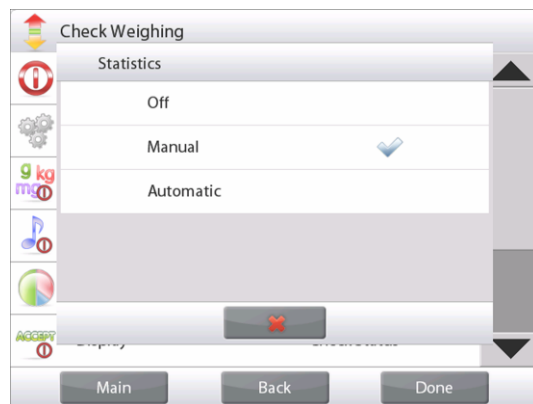 Check Weighing
Statistics
Off
Manual
Automatic
g kg
mg
ACCEPT
Main
Back
Done